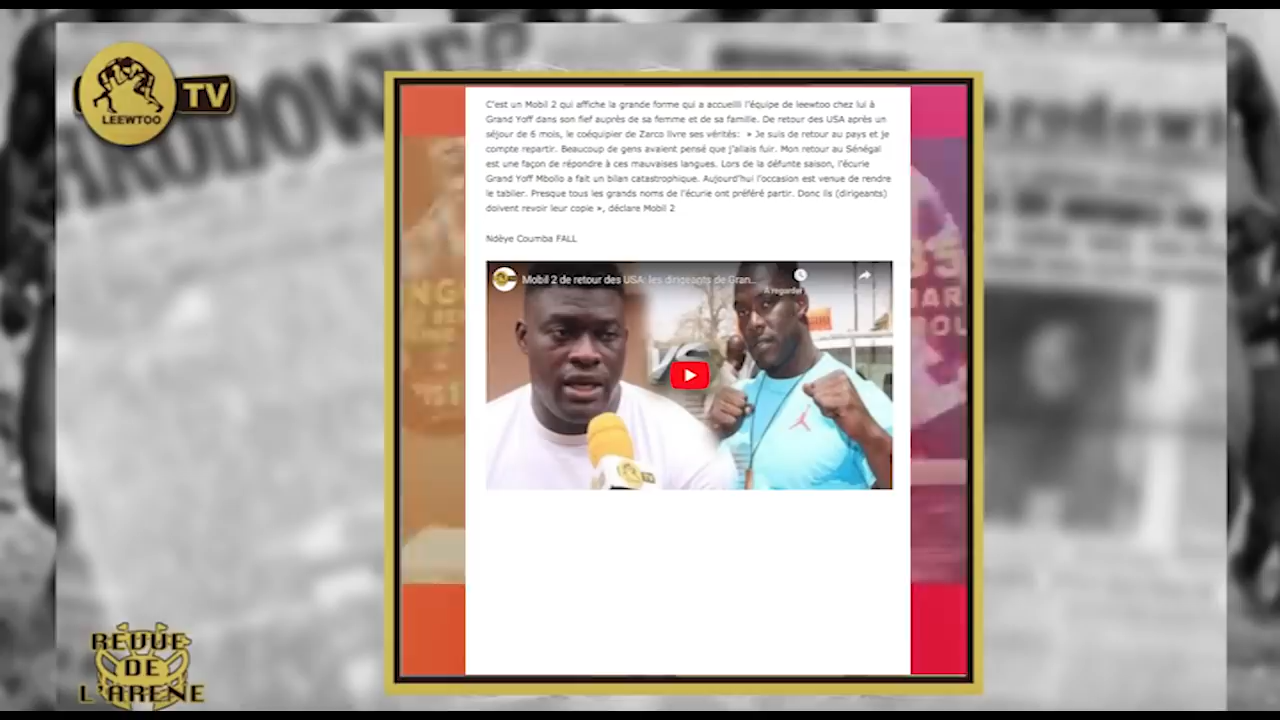 LEEWTOO
TV
C'est un Mobil 2 qui affiche la grande forme qui a accueilli l'équipe de leewtoo chez lui à
Grand Yoff dans son fief auprès de sa femme et de sa famille. De retour des USA après un
séjour de 6 mois, le coéquipier de Zarco livre ses vérités: » Je suis de retour au pays et je
compte repartir. Beaucoup de gens avaient pensé que j'allais fuir. Mon retour au Sénégal
est une façon de répondre à ces mauvaises langues. Lors de la défunte saison, l'écurie
Grand Yoff Mbollo a fait un bilan catastrophique. Aujourd'hui l'occasion est venue de rendre
le tablier. Presque tous les grands noms de l'écurie ont préféré partir. Donc ils (dirigeants)
doivent revoir leur copie », déclare Mobil 2
Ndèye Coumba FALL
Mobil 2 de retour des USA: les dirigeants de Gran...
À regarder
VS
REVUE
DE
L'ARENE